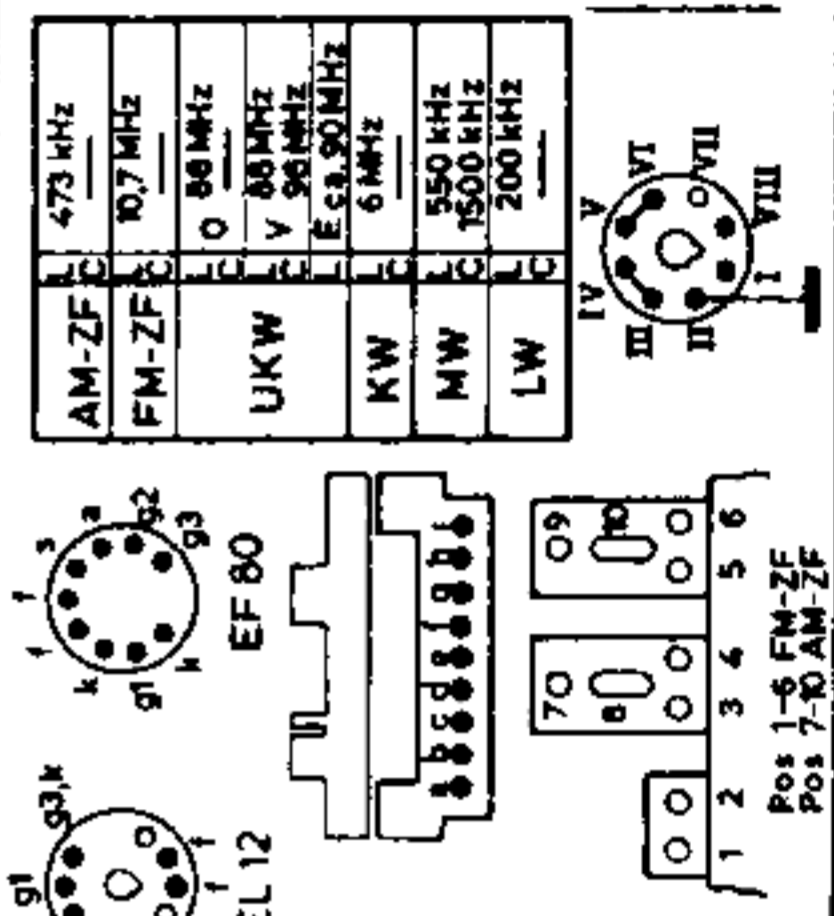 AM-ZF L C 473 kHz
FM-ZF L C 10,7 MHz
UKW L C O 88 MHz
L C V 88 MHz 98 MHz
L E ca. 90 MHz
KW L C 6 MHz
MW L C 550 kHz 1500 kHz
LW L C 200 kHz
I II III IV V VI VII VIII
f f s a g2 g3 k g1 k
EF 80
g1 g3,k f f
EL 12
a b c d e f g h i
1 2 3 4 5 6
7 8 9 10
Pos 1-6 FM-ZF
Pos 7-10 AM-ZF